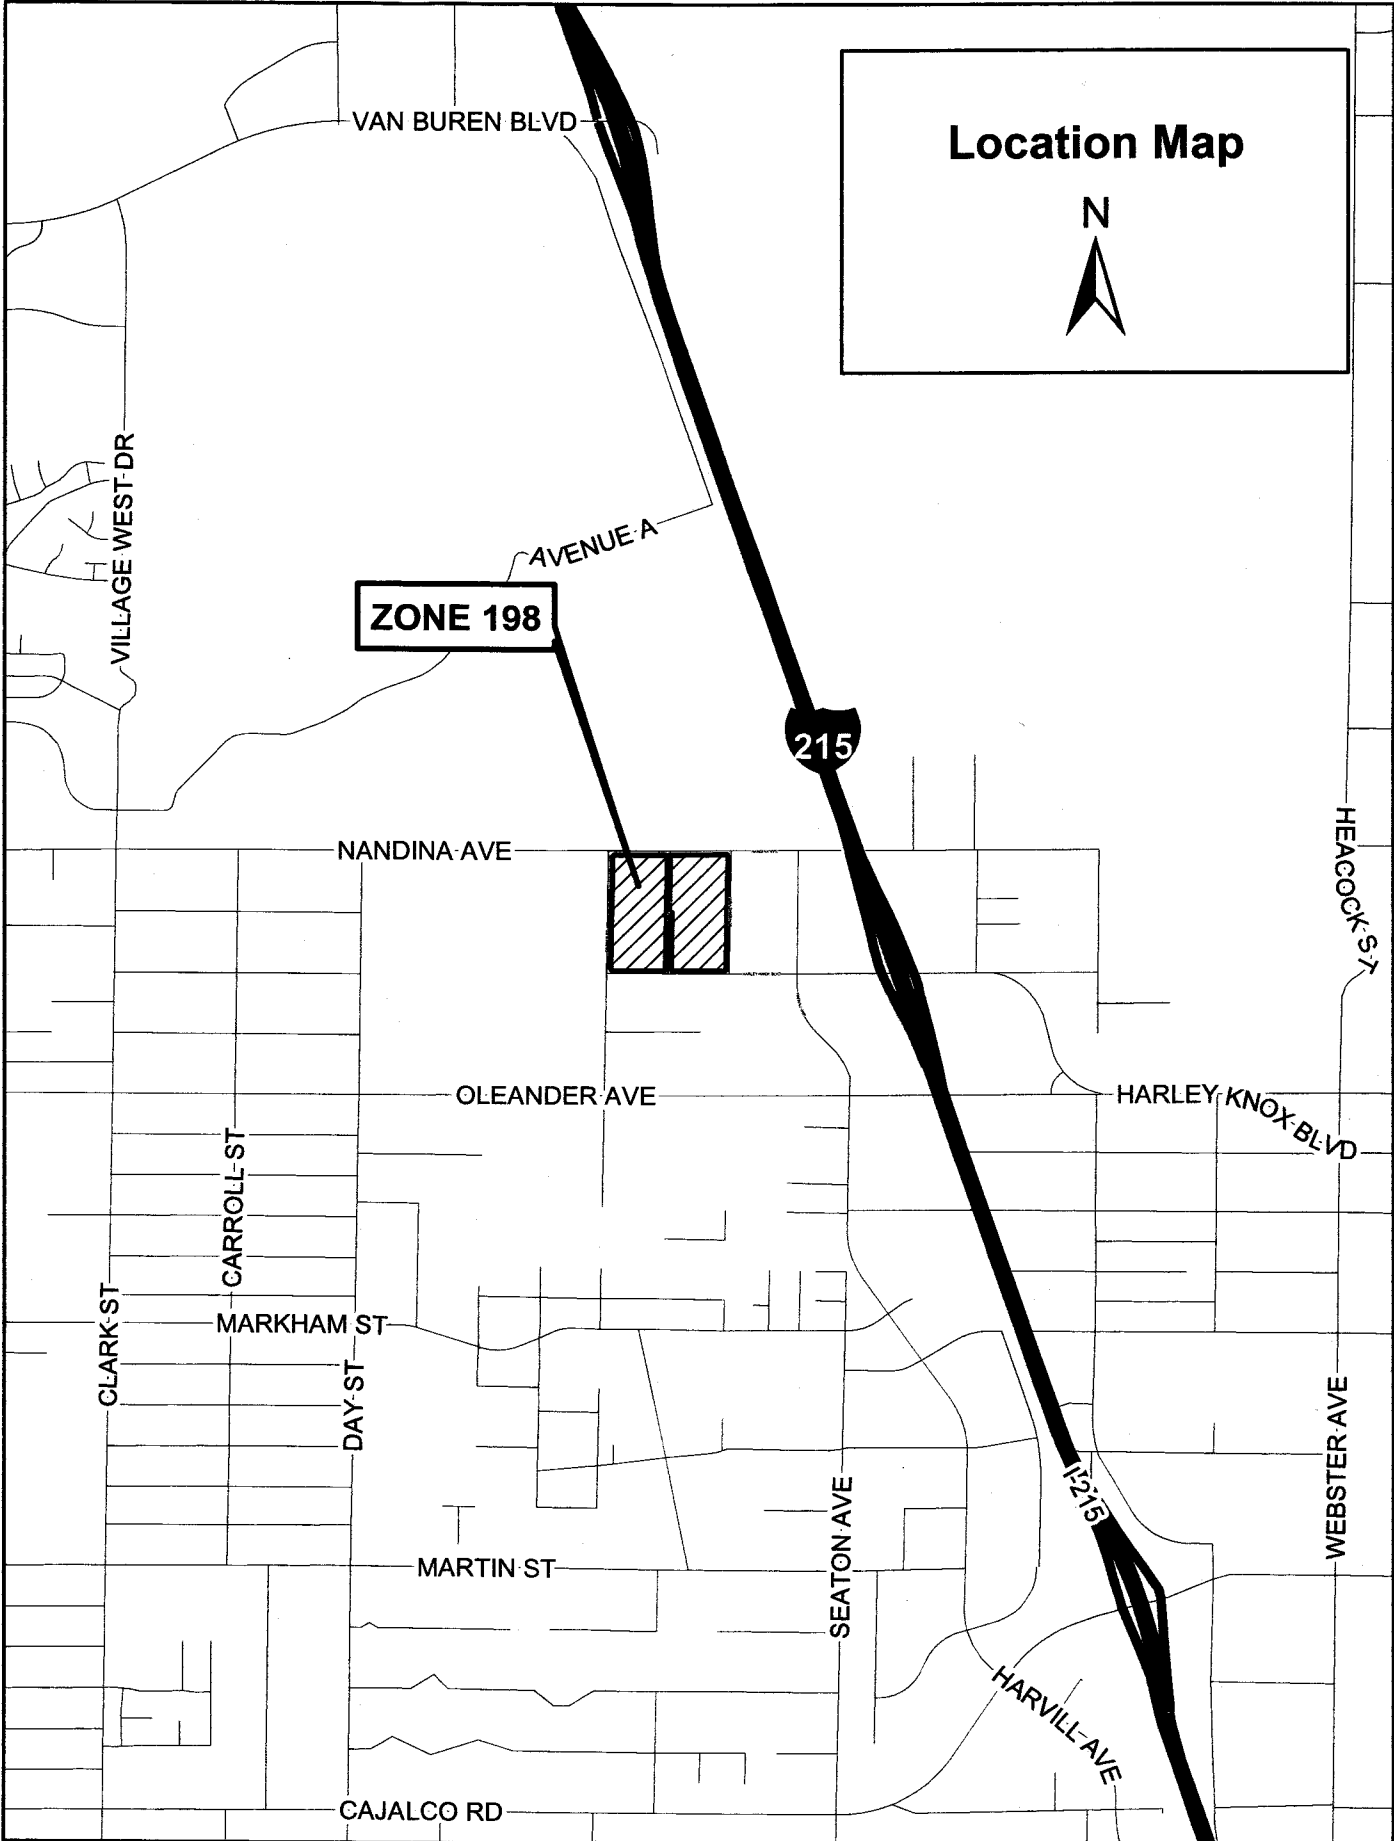 VAN BUREN BLVD
Location Map
N
VILLAGE WEST DR
AVENUE A
ZONE 198
215
NANDINA AVE
HEACOCK ST
OLEANDER AVE
HARLEY KNOX BLVD
CARROLL ST
CLARK ST
MARKHAM ST
DAY ST
WEBSTER AVE
I-215
SEATON AVE
MARTIN ST
HARVILL AVE
CAJALCO RD